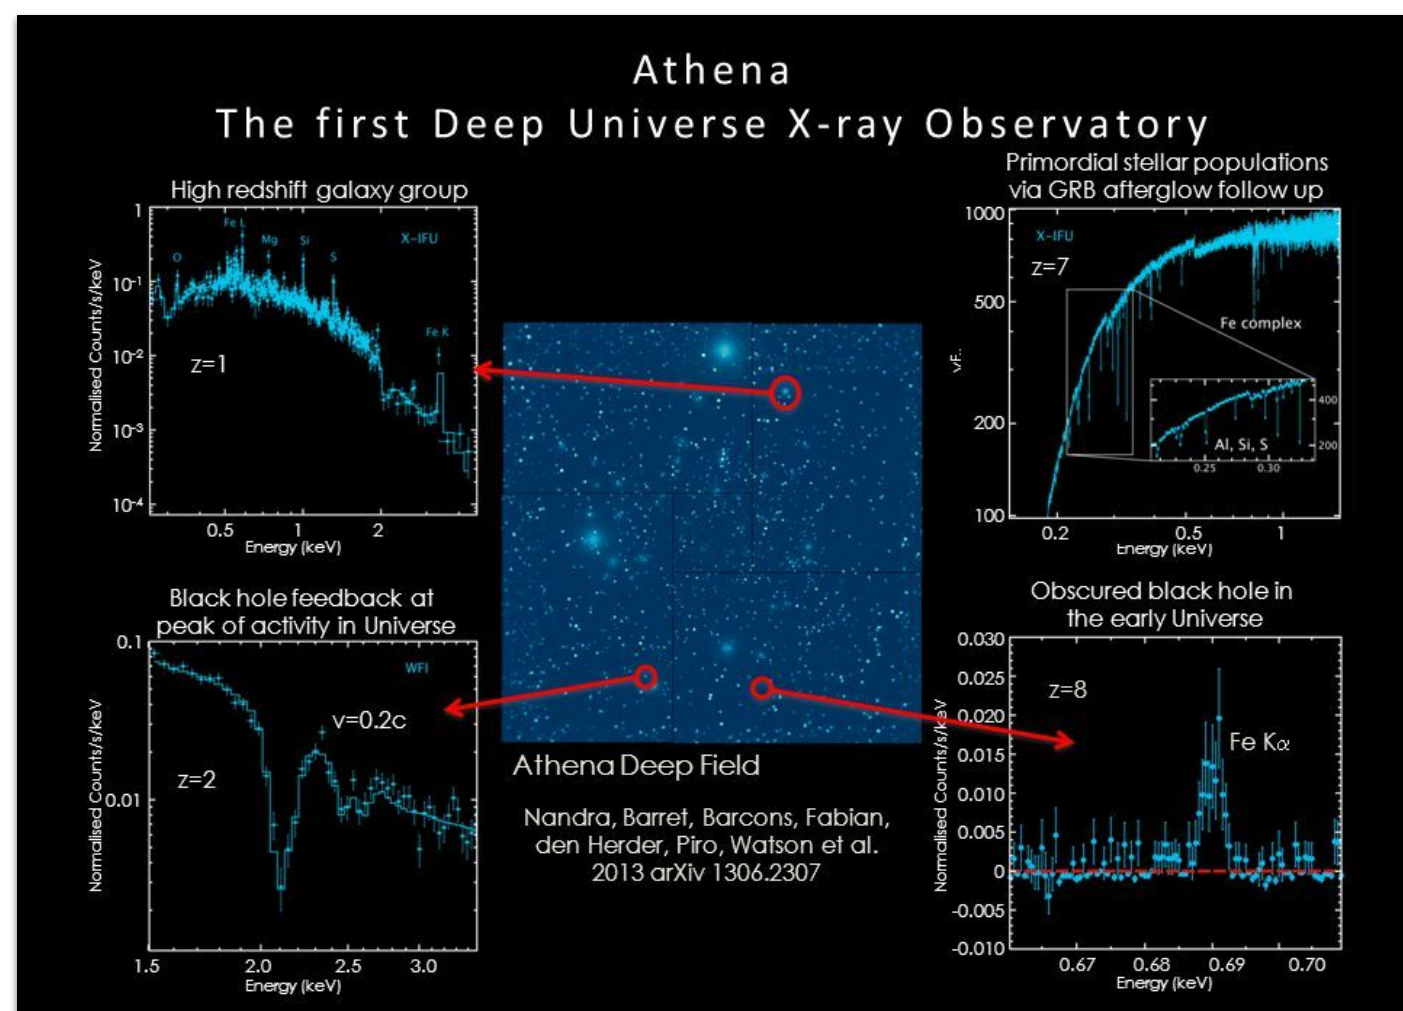 Athena
The first Deep Universe X-ray Observatory
High redshift galaxy group
Normalised Counts/s/keV
1
10-1
10-2
10-3
10-4
O
Fe L
Mg
Si
S
X-IFU
Fe K
z=1
0.5
1
2
Energy (keV)
Primordial stellar populations
via GRB afterglow follow up
1000
500
200
100
X-IFU
z=7
Fe complex
400
200
Al, Si, S
0.25
0.30
0.2
0.5
1
Energy (keV)
Black hole feedback at
peak of activity in Universe
Normalised Counts/s/keV
0.1
0.01
WFI
v=0.2c
z=2
1.5
2.0
2.5
3.0
Energy (keV)
Athena Deep Field
Nandra, Barret, Barcons, Fabian,
den Herder, Piro, Watson et al.
2013 arXiv 1306.2307
Obscured black hole in
the early Universe
Normalised Counts/s/keV
0.030
0.025
0.020
0.015
0.010
0.005
0
-0.005
-0.010
z=8
Fe Kα
0.67
0.68
0.69
0.70
Energy (keV)